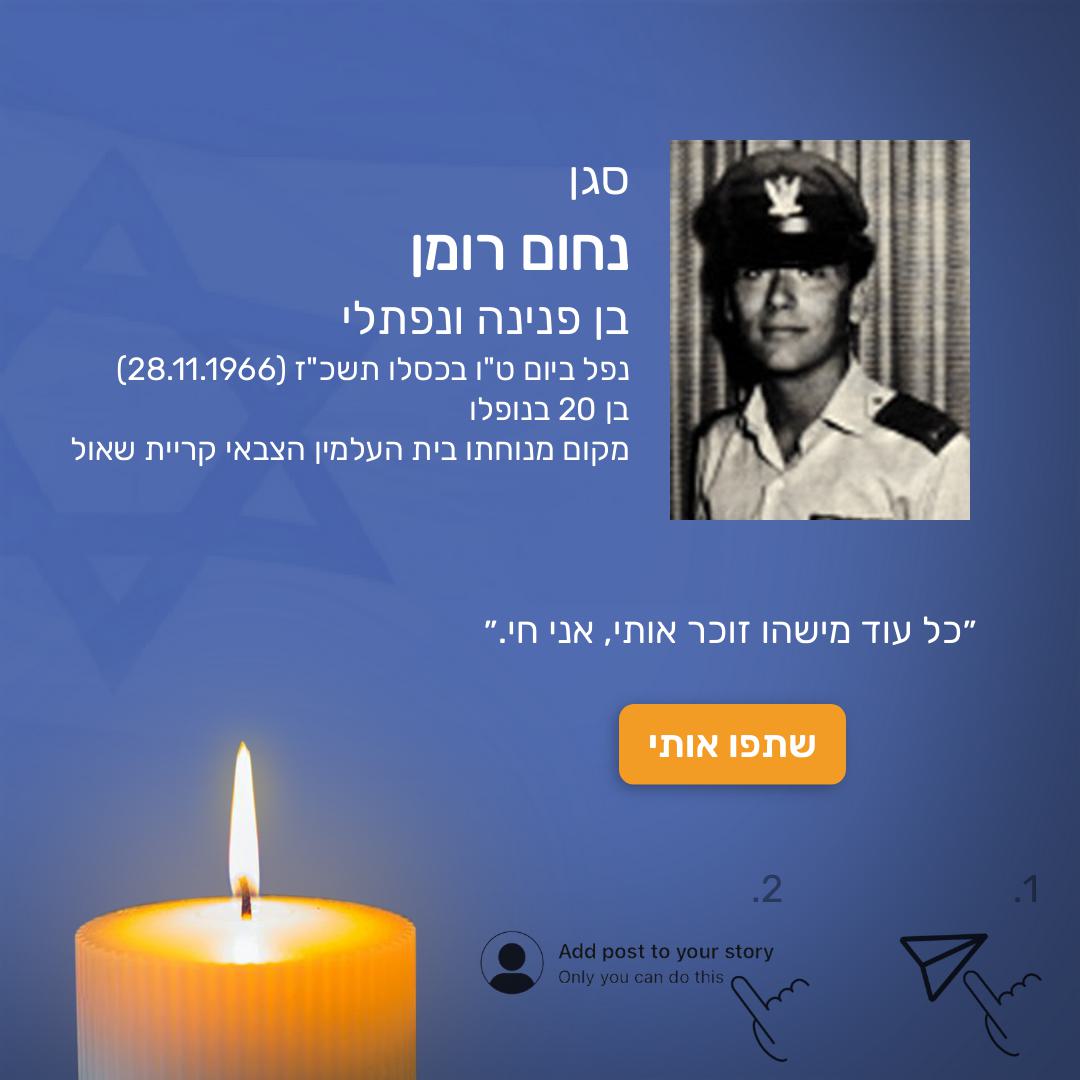 סגן
נחום רומן
בן פנינה ונפתלי
נפל ביום ט"ו בכסלו תשכ"ז (28.11.1966)
בן 20 בנופלו
מקום מנוחתו בית העלמין הצבאי קריית שאול
״כל עוד מישהו זוכר אותי, אני חי.״
שתפו אותי
1.
2.
Add post to your story
Only you can do this